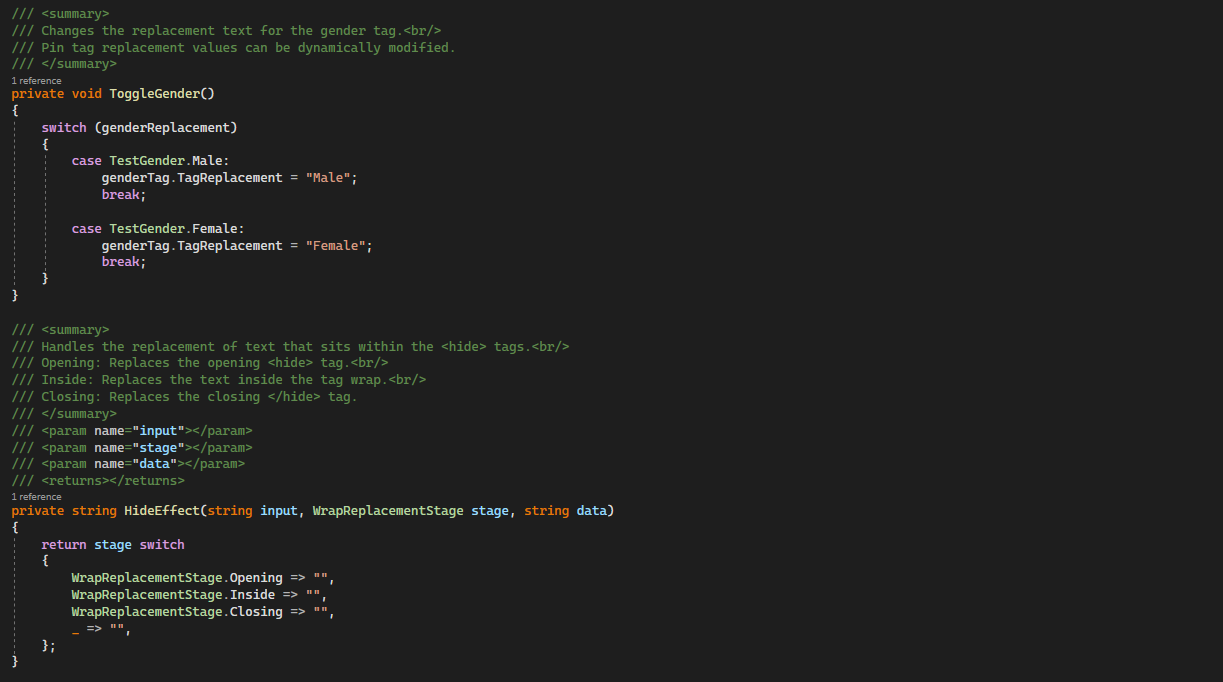 /// <summary>
/// Changes the replacement text for the gender tag.<br/>
/// Pin tag replacement values can be dynamically modified.
/// </summary>
1 reference
private void ToggleGender()
{
    switch (genderReplacement)
    {
        case TestGender.Male:
            genderTag.TagReplacement = "Male";
            break;

        case TestGender.Female:
            genderTag.TagReplacement = "Female";
            break;
    }
}

/// <summary>
/// Handles the replacement of text that sits within the <hide> tags.<br/>
/// Opening: Replaces the opening <hide> tag.<br/>
/// Inside: Replaces the text inside the tag wrap.<br/>
/// Closing: Replaces the closing </hide> tag.
/// </summary>
/// <param name="input"></param>
/// <param name="stage"></param>
/// <param name="data"></param>
/// <returns></returns>
1 reference
private string HideEffect(string input, WrapReplacementStage stage, string data)
{
    return stage switch
    {
        WrapReplacementStage.Opening => "",
        WrapReplacementStage.Inside => "",
        WrapReplacementStage.Closing => "",
        _ => "",
    };
}